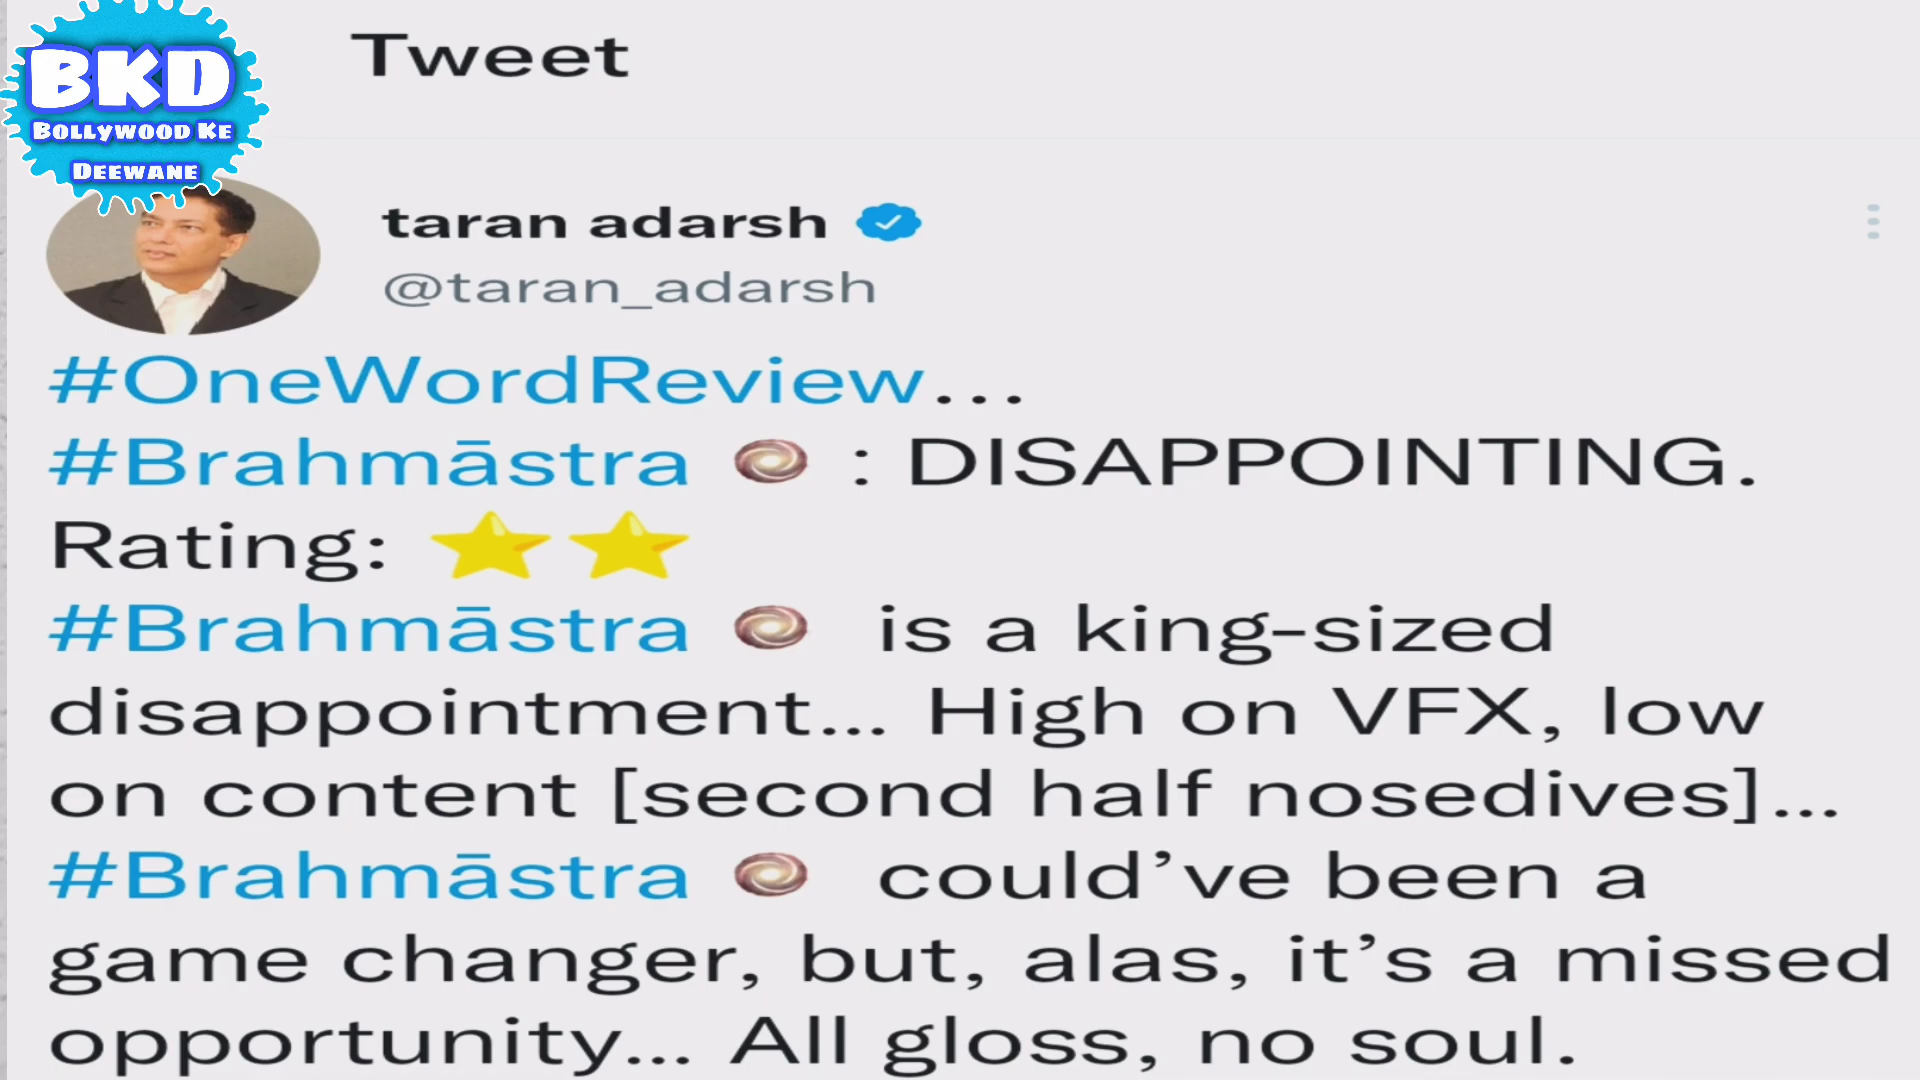 BKD
BOLLYWOOD KE
DEEWANE
Tweet
taran adarsh
@taran_adarsh
#OneWordReview...
#Brahmāstra : DISAPPOINTING.
Rating: ⭐⭐
#Brahmāstra is a king-sized
disappointment... High on VFX, low
on content [second half nosedives]...
#Brahmāstra could’ve been a
game changer, but, alas, it’s a missed
opportunity... All gloss, no soul.